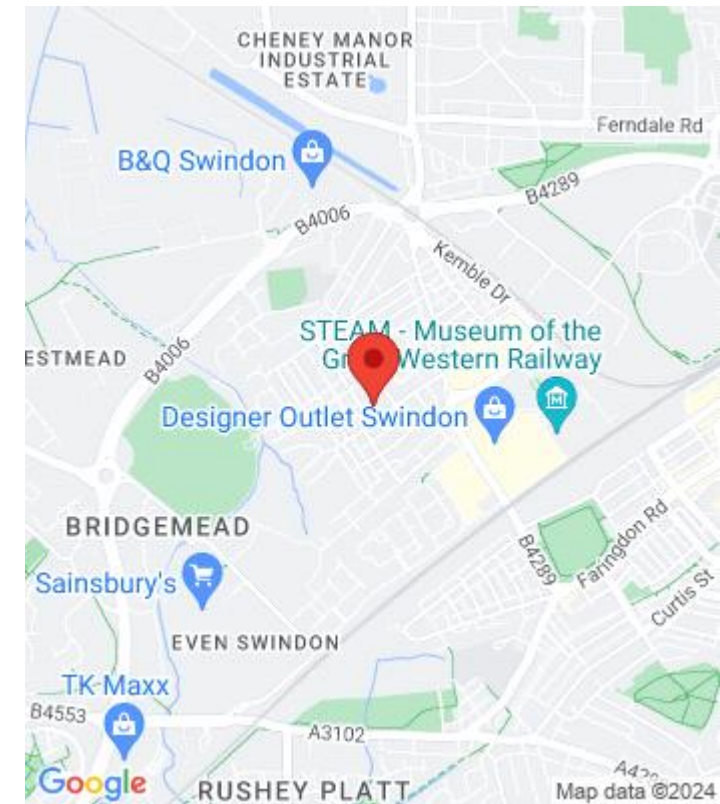 CHENEY MANOR
INDUSTRIAL
ESTATE
Ferndale Rd
B&Q Swindon
B4289
B4006
Kemble Dr
STEAM - Museum of the
Western Railway
ESTMEAD
B4006
Designer Outlet Swindon
BRIDGEMEAD
Faringdon Rd
B4289
Sainsbury's
Curtis St
EVEN SWINDON
TK Maxx
B4553
A3102
Google
RUSHEY PLATT
Map data ©2024